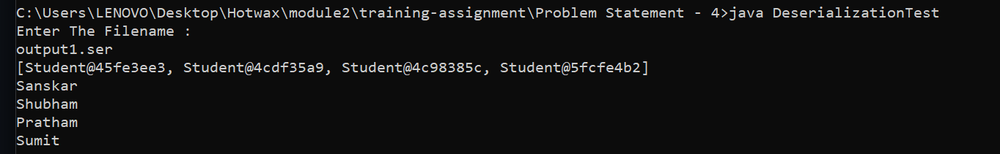 C:\Users\LENOVO\Desktop\Hotwax\module2\training-assignment\Problem Statement - 4>java DeserializationTest
Enter The Filename :
output1.ser
[Student@45fe3ee3, Student@4cdf35a9, Student@4c98385c, Student@5fcfe4b2]
Sanskar
Shubham
Pratham
Sumit